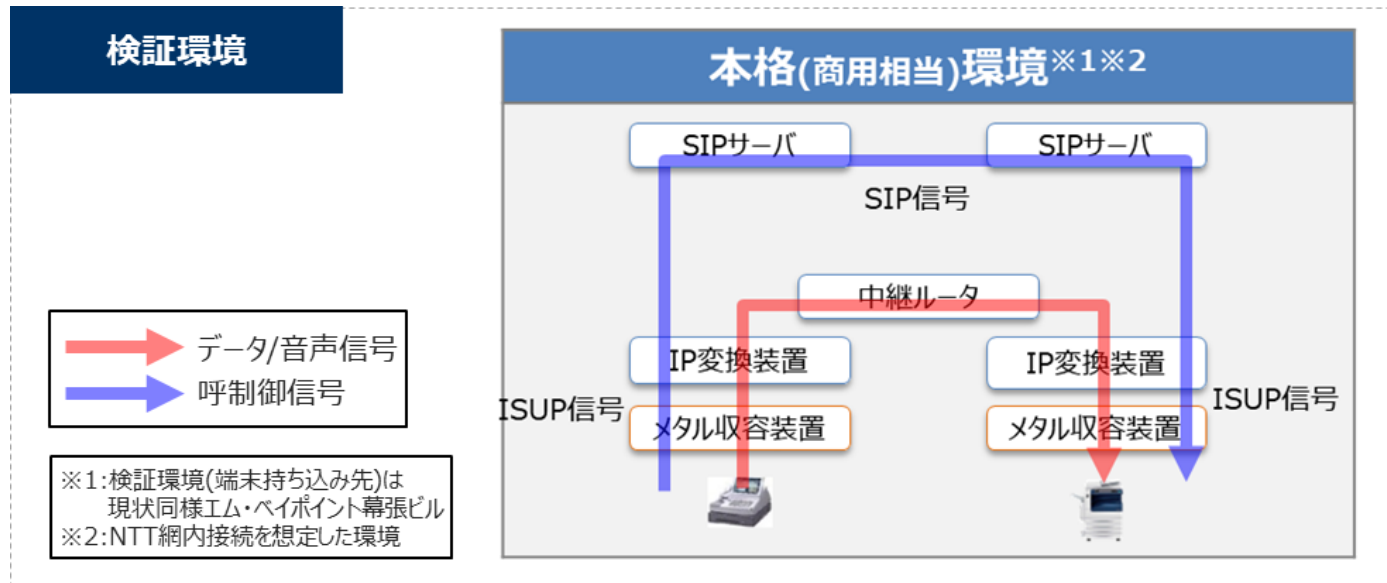 検証環境
本格(商用相当)環境※1※2
SIPサーバ
SIPサーバ
SIP信号
中継ルータ
データ/音声信号
呼制御信号
IP変換装置
IP変換装置
ISUP信号
ISUP信号
メタル収容装置
メタル収容装置
※1:検証環境(端末持ち込み先)は
現状同様エム・ベイポイント幕張ビル
※2:NTT網内接続を想定した環境